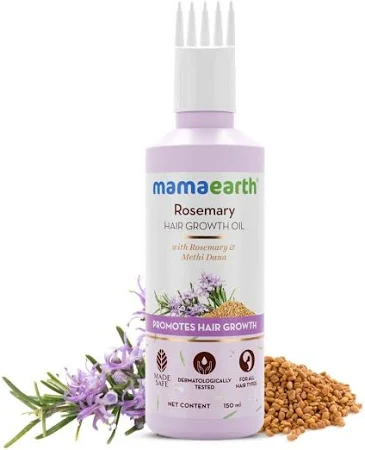 mamaearth®
Rosemary
HAIR GROWTH OIL
with Rosemary &
Methi Dana
PROMOTES HAIR GROWTH
MADE
SAFE
DERMATOLOGICALLY
TESTED
FOR ALL
HAIR TYPES
NET CONTENT 150 ml